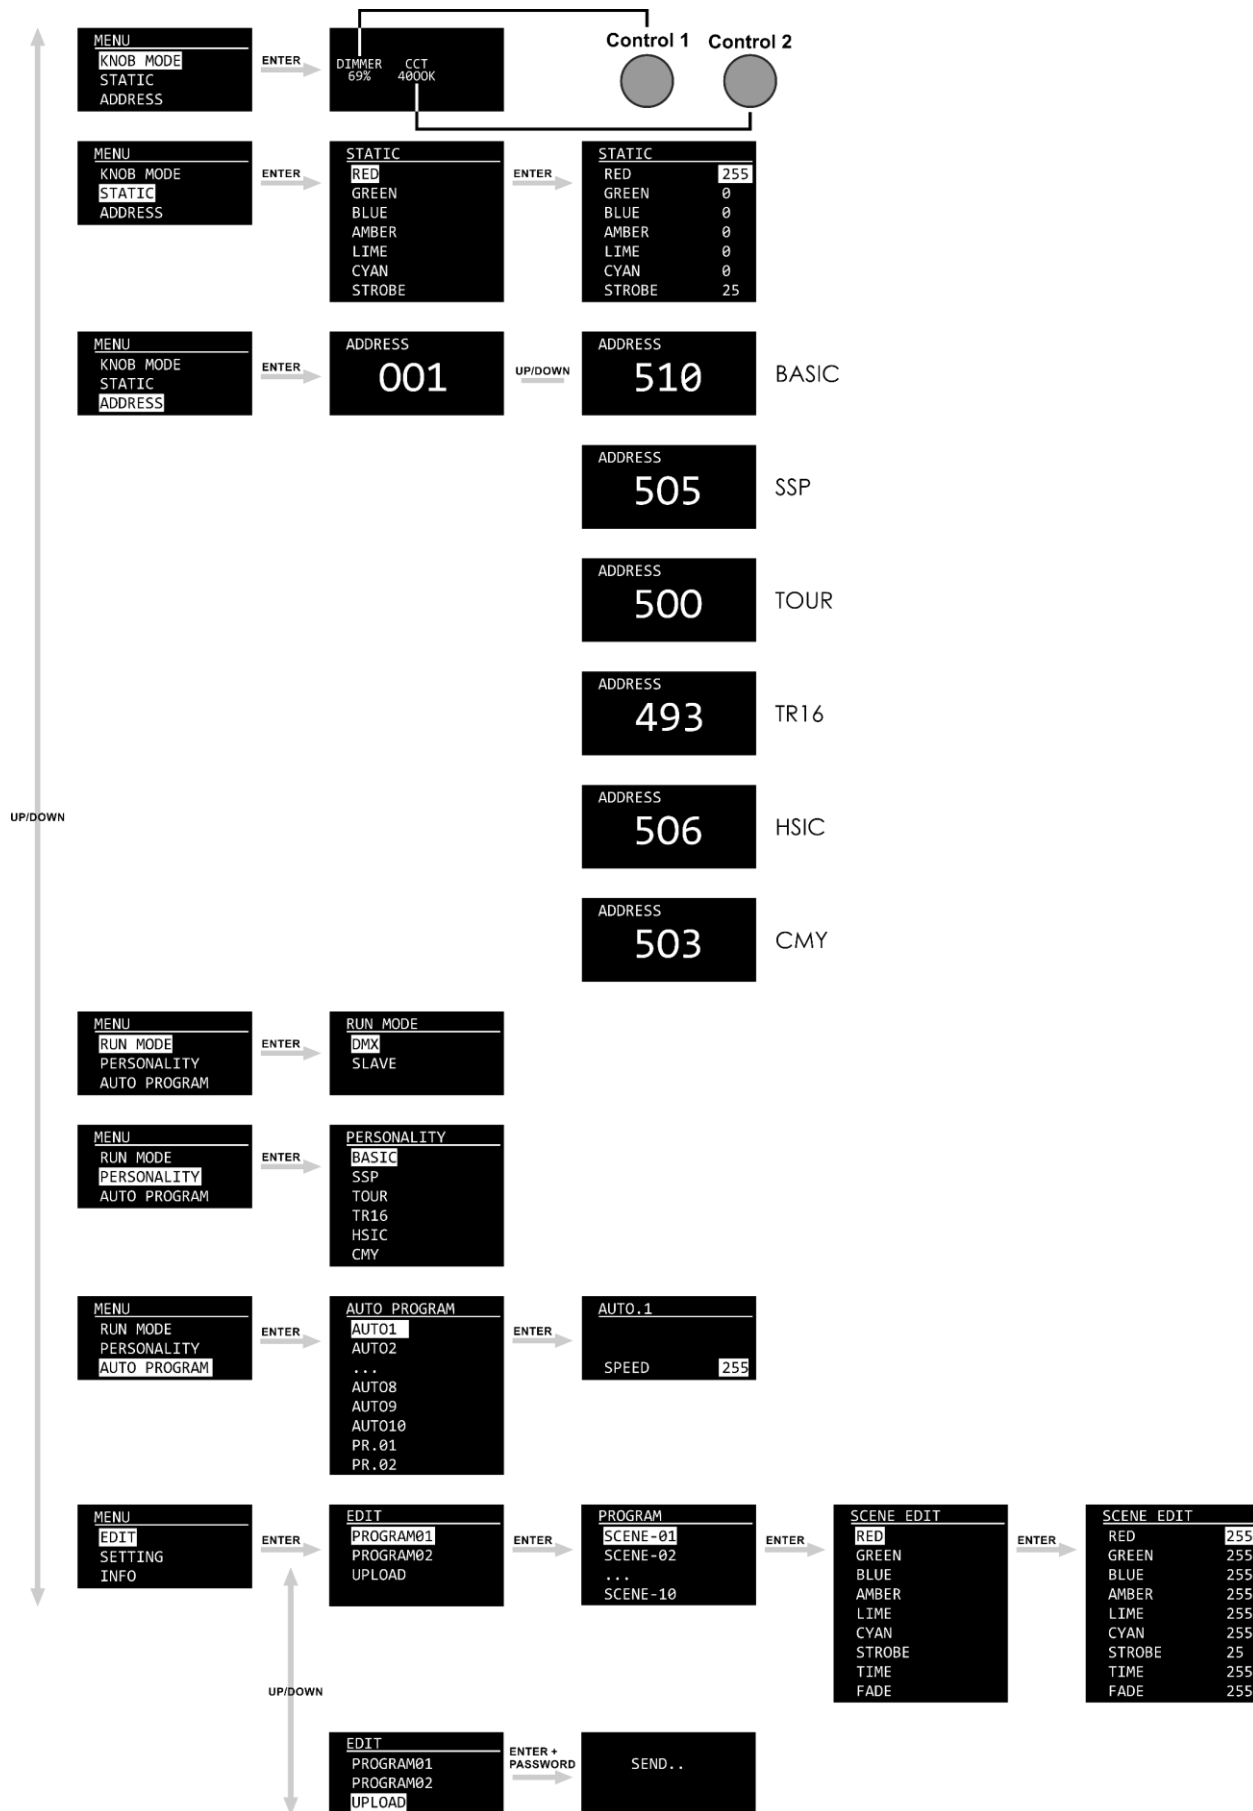 MENU
KNOB MODE
STATIC
ADDRESS
ENTER
DIMMER
69%
CCT
4000K
Control 1
Control 2
MENU
KNOB MODE
STATIC
ADDRESS
ENTER
STATIC
RED
GREEN
BLUE
AMBER
LIME
CYAN
STROBE
ENTER
STATIC
RED 255
GREEN 0
BLUE 0
AMBER 0
LIME 0
CYAN 0
STROBE 25
MENU
KNOB MODE
STATIC
ADDRESS
ENTER
ADDRESS
001
UP/DOWN
ADDRESS
510
BASIC
ADDRESS
505
SSP
ADDRESS
500
TOUR
ADDRESS
493
TR16
ADDRESS
506
HSIC
ADDRESS
503
CMY
UP/DOWN
MENU
RUN MODE
PERSONALITY
AUTO PROGRAM
ENTER
RUN MODE
DMX
SLAVE
MENU
RUN MODE
PERSONALITY
AUTO PROGRAM
ENTER
PERSONALITY
BASIC
SSP
TOUR
TR16
HSIC
CMY
MENU
RUN MODE
PERSONALITY
AUTO PROGRAM
ENTER
AUTO PROGRAM
AUTO1
AUTO2
...
AUTO8
AUTO9
AUTO10
PR.01
PR.02
ENTER
AUTO.1
SPEED 255
MENU
EDIT
SETTING
INFO
ENTER
EDIT
PROGRAM01
PROGRAM02
UPLOAD
ENTER
PROGRAM
SCENE-01
SCENE-02
...
SCENE-10
ENTER
SCENE EDIT
RED
GREEN
BLUE
AMBER
LIME
CYAN
STROBE
TIME
FADE
ENTER
SCENE EDIT
RED 255
GREEN 255
BLUE 255
AMBER 255
LIME 255
CYAN 255
STROBE 25
TIME 255
FADE 255
UP/DOWN
EDIT
PROGRAM01
PROGRAM02
UPLOAD
ENTER +
PASSWORD
SEND..